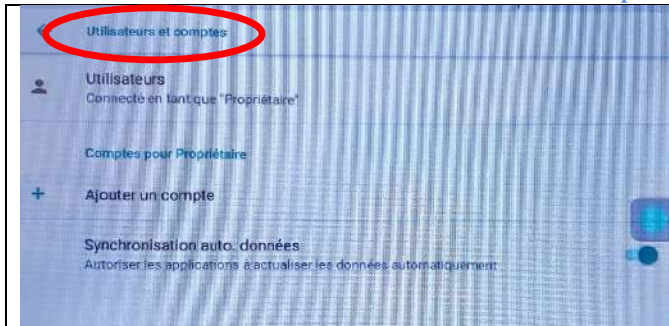 Utilisateurs et comptes
Utilisateurs
Connecté en tant que "Propriétaire"
Comptes pour Propriétaire
Ajouter un compte
Synchronisation auto. données
Autoriser les applications à actualiser les données automatiquement